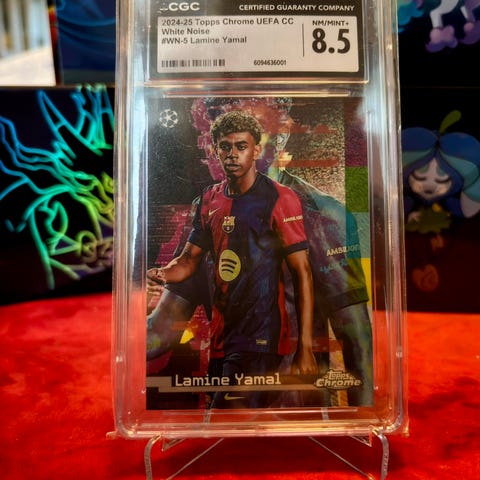 CGC
CERTIFIED GUARANTY COMPANY
2024-25 Topps Chrome UEFA CC
White Noise
#WN-5 Lamine Yamal
NM/MINT+
8.5
6094636001
AMBILIGHT
Lamine Yamal
Topps
Chrome